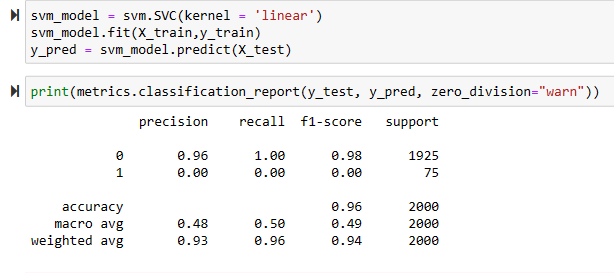 svm_model = svm.SVC(kernel = 'linear')
svm_model.fit(X_train,y_train)
y_pred = svm_model.predict(X_test)
print(metrics.classification_report(y_test, y_pred, zero_division="warn"))
precision recall f1-score support
0 0.96 1.00 0.98 1925
1 0.00 0.00 0.00 75
accuracy 0.96 2000
macro avg 0.48 0.50 0.49 2000
weighted avg 0.93 0.96 0.94 2000